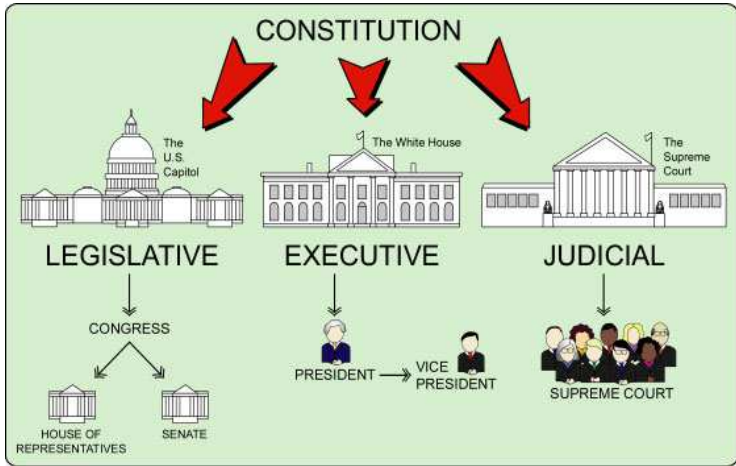 CONSTITUTION
The
U.S.
Capitol
The White House
The
Supreme
Court
LEGISLATIVE
EXECUTIVE
JUDICIAL
CONGRESS
HOUSE OF
REPRESENTATIVES
SENATE
PRESIDENT
VICE
PRESIDENT
SUPREME COURT